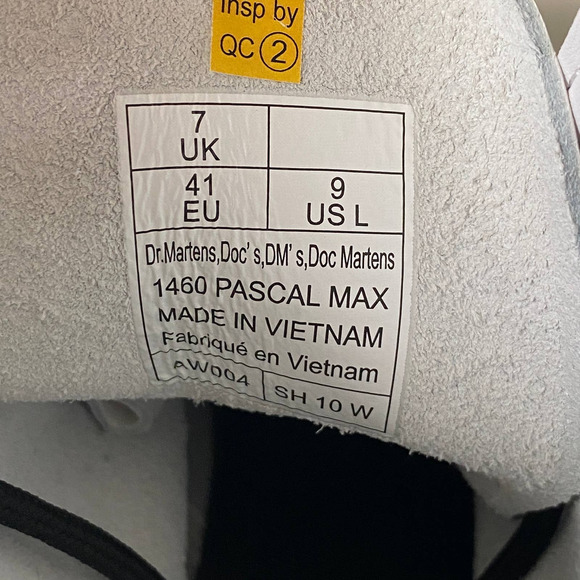 Insp by
QC 2
7
UK
41
EU
9
US L
Dr.Martens,Doc's,DM's,Doc Martens
1460 PASCAL MAX
MADE IN VIETNAM
Fabriqué en Vietnam
AW004
SH 10 W